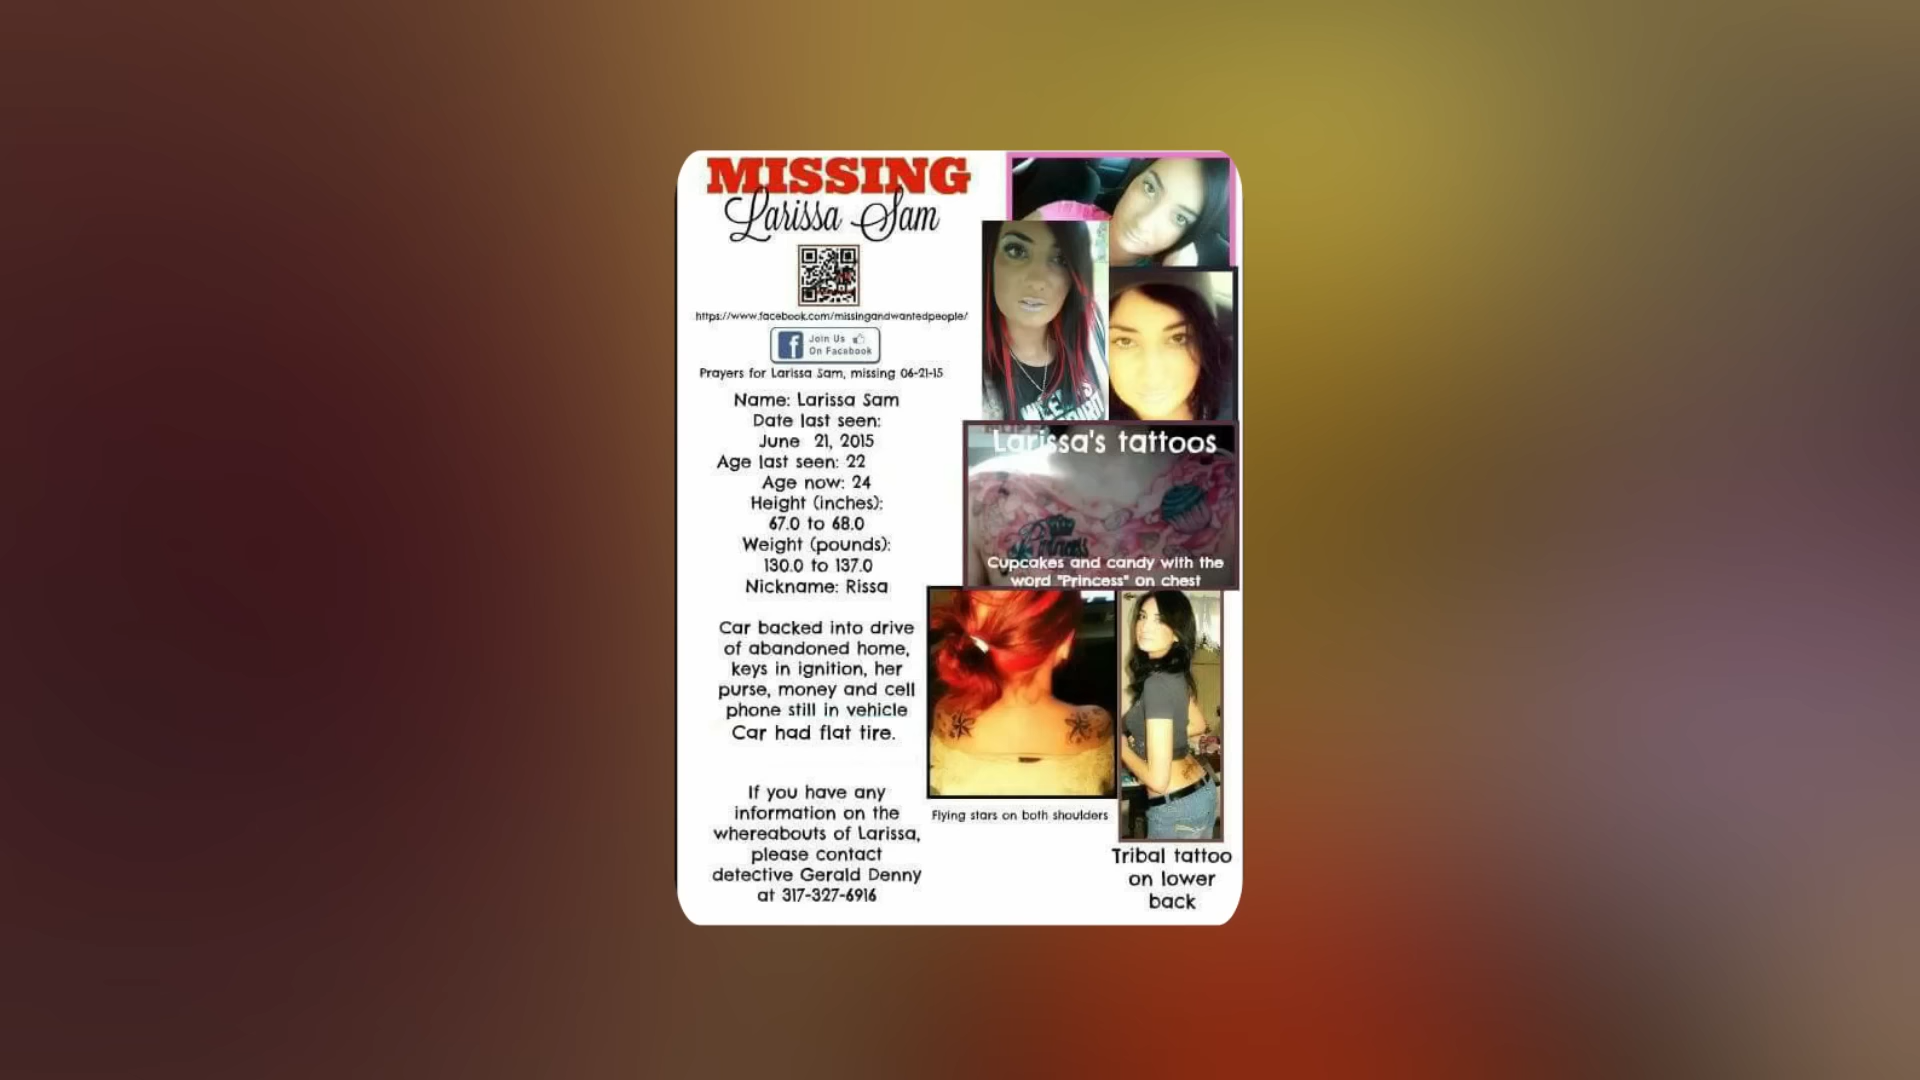 MISSING
Larissa Sam
https://www.facebook.com/missingandwantedpeople/
Join Us
On Facebook
Prayers for Larissa Sam, missing 06-21-15
Name: Larissa Sam
Date last seen:
June 21, 2015
Age last seen: 22
Age now: 24
Height (inches):
67.0 to 68.0
Weight (pounds):
130.0 to 137.0
Nickname: Rissa
Car backed into drive
of abandoned home,
keys in ignition, her
purse, money and cell
phone still in vehicle
Car had flat tire.
If you have any
information on the
whereabouts of Larissa,
please contact
detective Gerald Denny
at 317-327-6916
Larissa's tattoos
Princess
Cupcakes and candy with the
word "Princess" on chest
Flying stars on both shoulders
Tribal tattoo
on lower
back